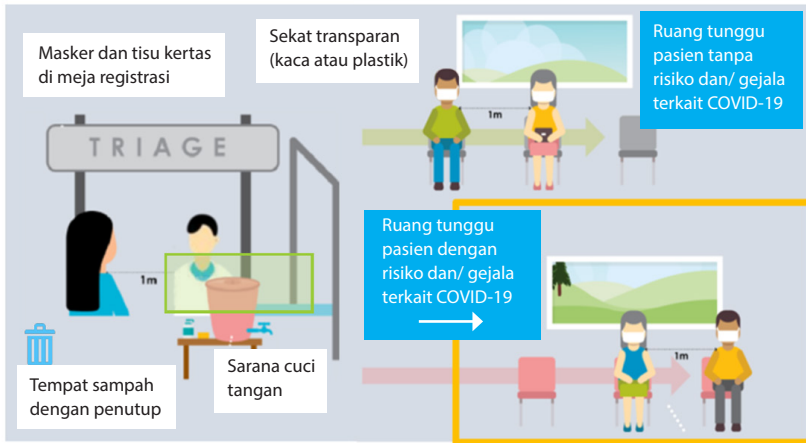 Masker dan tisu kertas
di meja registrasi
Sekat transparan
(kaca atau plastik)
Ruang tunggu
pasien tanpa
risiko dan/ gejala
terkait COVID-19
1m
TRIAGE
1m
Ruang tunggu
pasien dengan
risiko dan/ gejala
terkait COVID-19
1m
Tempat sampah
dengan penutup
Sarana cuci
tangan